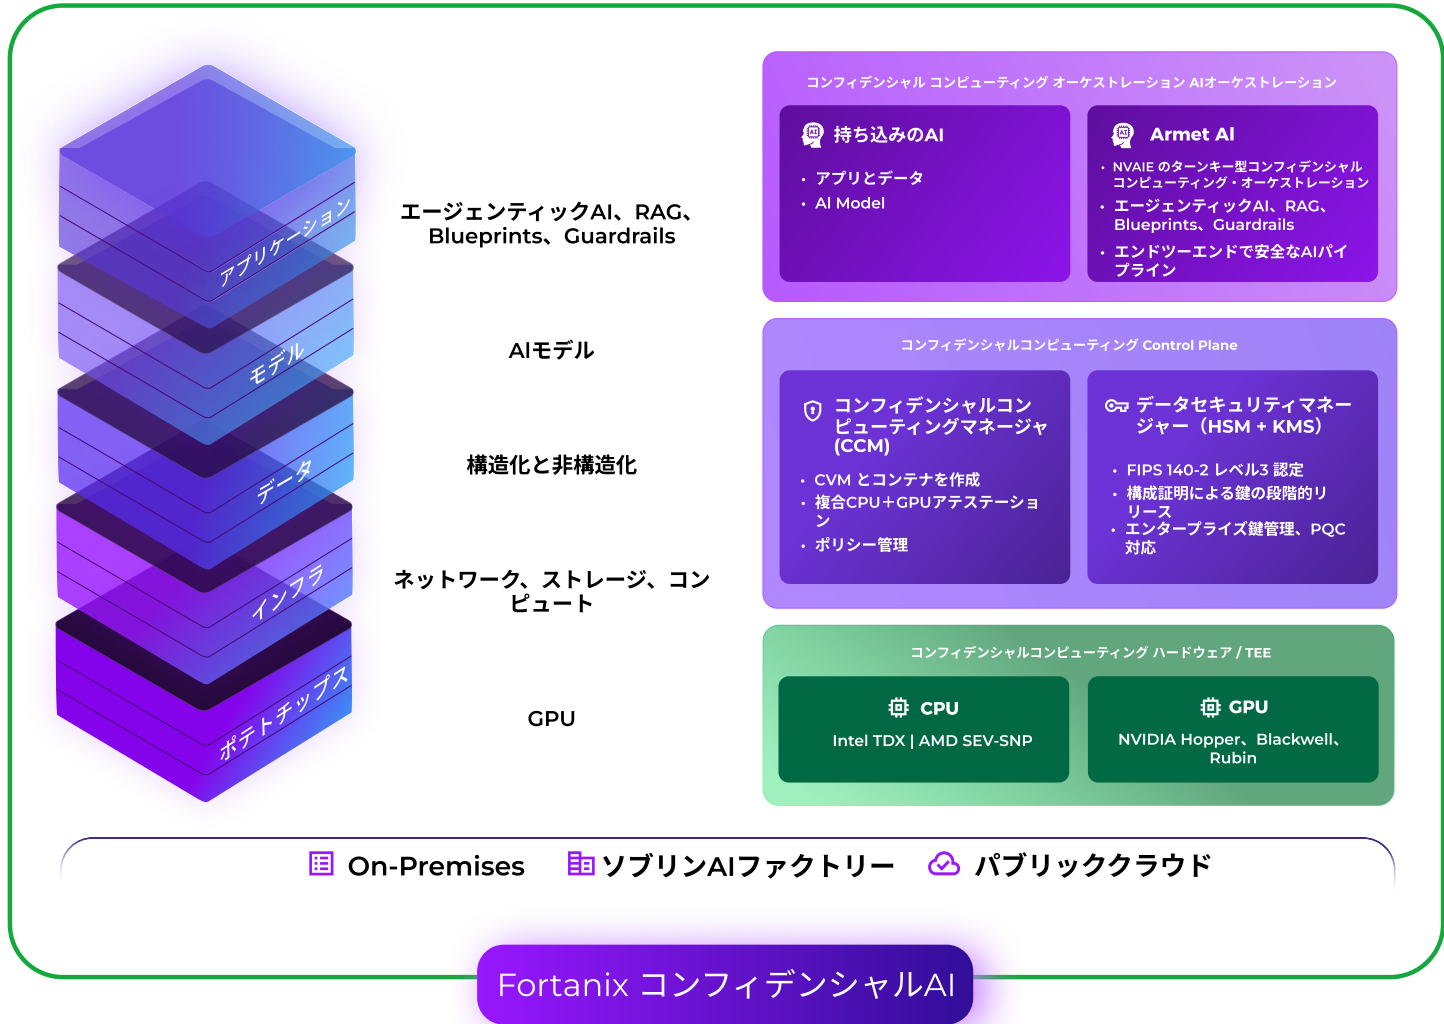 アプリケーション
モデル
データ
インフラ
ポテトチップス
エージェンティックAI、RAG、
Blueprints、Guardrails
AIモデル
構造化と非構造化
ネットワーク、ストレージ、コン
ピュート
GPU
コンフィデンシャル コンピューティング オーケストレーション AIオーケストレーション
持ち込みのAI
・アプリとデータ
・AI Model
Armet AI
・NVAIE のターンキー型コンフィデンシャル
コンピューティング・オーケストレーション
・エージェンティックAI、RAG、
Blueprints、Guardrails
・エンドツーエンドで安全なAIパイ
プライン
コンフィデンシャルコンピューティング Control Plane
コンフィデンシャルコン
ピューティングマネージャ
(CCM)
・CVM とコンテナを作成
・複合CPU＋GPUアテステーショ
ン
・ポリシー管理
データセキュリティマネー
ジャー（HSM + KMS）
・FIPS 140-2 レベル3 認定
・構成証明による鍵の段階的リ
リース
・エンタープライズ鍵管理、PQC
対応
コンフィデンシャルコンピューティング ハードウェア / TEE
CPU
Intel TDX | AMD SEV-SNP
GPU
NVIDIA Hopper、Blackwell、
Rubin
On-Premises
ソブリンAIファクトリー
パブリッククラウド
Fortanix コンフィデンシャルAI